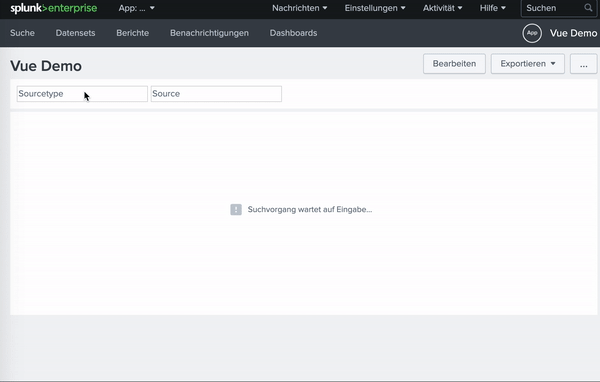 splunk>enterprise App: ... Nachrichten Einstellungen Aktivität Hilfe Suchen
Suche Datensets Berichte Benachrichtigungen Dashboards App Vue Demo
Vue Demo Bearbeiten Exportieren ...
Sourcetype Source
! Suchvorgang wartet auf Eingabe...